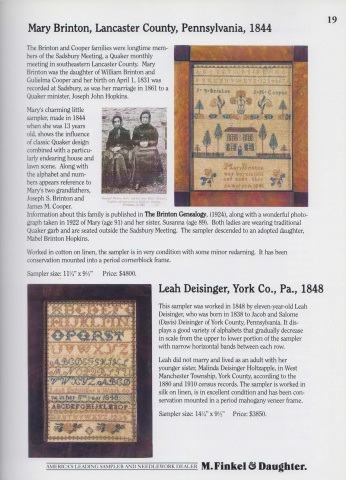 19
Mary Brinton, Lancaster County, Pennsylvania, 1844
The Brinton and Cooper families were longtime mem-
bers of the Sadsbury Meeting, a Quaker monthly
meeting in southeastern Lancaster County. Mary
Brinton was the daughter of William Brinton and
Gulielma Cooper and her birth on April 1, 1831 was
recorded at Sadsbury, as was her marriage in 1861 to a
Quaker minister, Joseph John Hopkins.
Mary's charming little
sampler, made in 1844
when she was 13 years
old, shows the influence
of classic Quaker design
combined with a particu-
larly endearing house and
lawn scene. Along with
the alphabet and num-
bers appears reference to
Mary's two grandfathers,
Joseph S. Brinton and
James M. Cooper.
Information about this family is published in The Brinton Genealogy, (1924), along with a wonderful photo-
graph taken in 1922 of Mary (age 91) and her sister, Susanna (age 89). Both ladies are wearing traditional
Quaker garb and are seated outside the Sadsbury Meeting. The sampler descended to an adopted daughter,
Mabel Brinton Hopkins.
Worked in cotton on linen, the sampler is in very condition with some minor redarning. It has been
conservation mounted into a period cornerblock frame.
Sampler size: 11½" x 9½" Price: $4800.
Leah Deisinger, York Co., Pa., 1848
This sampler was worked in 1848 by eleven-year-old Leah
Deisinger, who was born in 1838 to Jacob and Salome
(Davis) Deisinger of York County, Pennsylvania. It dis-
plays a good variety of alphabets that gradually decrease
in scale from the upper to lower portion of the sampler
with narrow horizontal bands between each row.
Leah did not marry and lived as an adult with her
younger sister, Malinda Deisinger Holtzapple, in West
Manchester Township, York County, according to the
1880 and 1910 census records. The sampler is worked in
silk on linen, is in excellent condition and has been con-
servation mounted in a period mahogany veneer frame.
Sampler size: 14¼" x 9½" Price: $3850.
AMERICA'S LEADING SAMPLER AND NEEDLEWORK DEALER M. Finkel & Daughter.